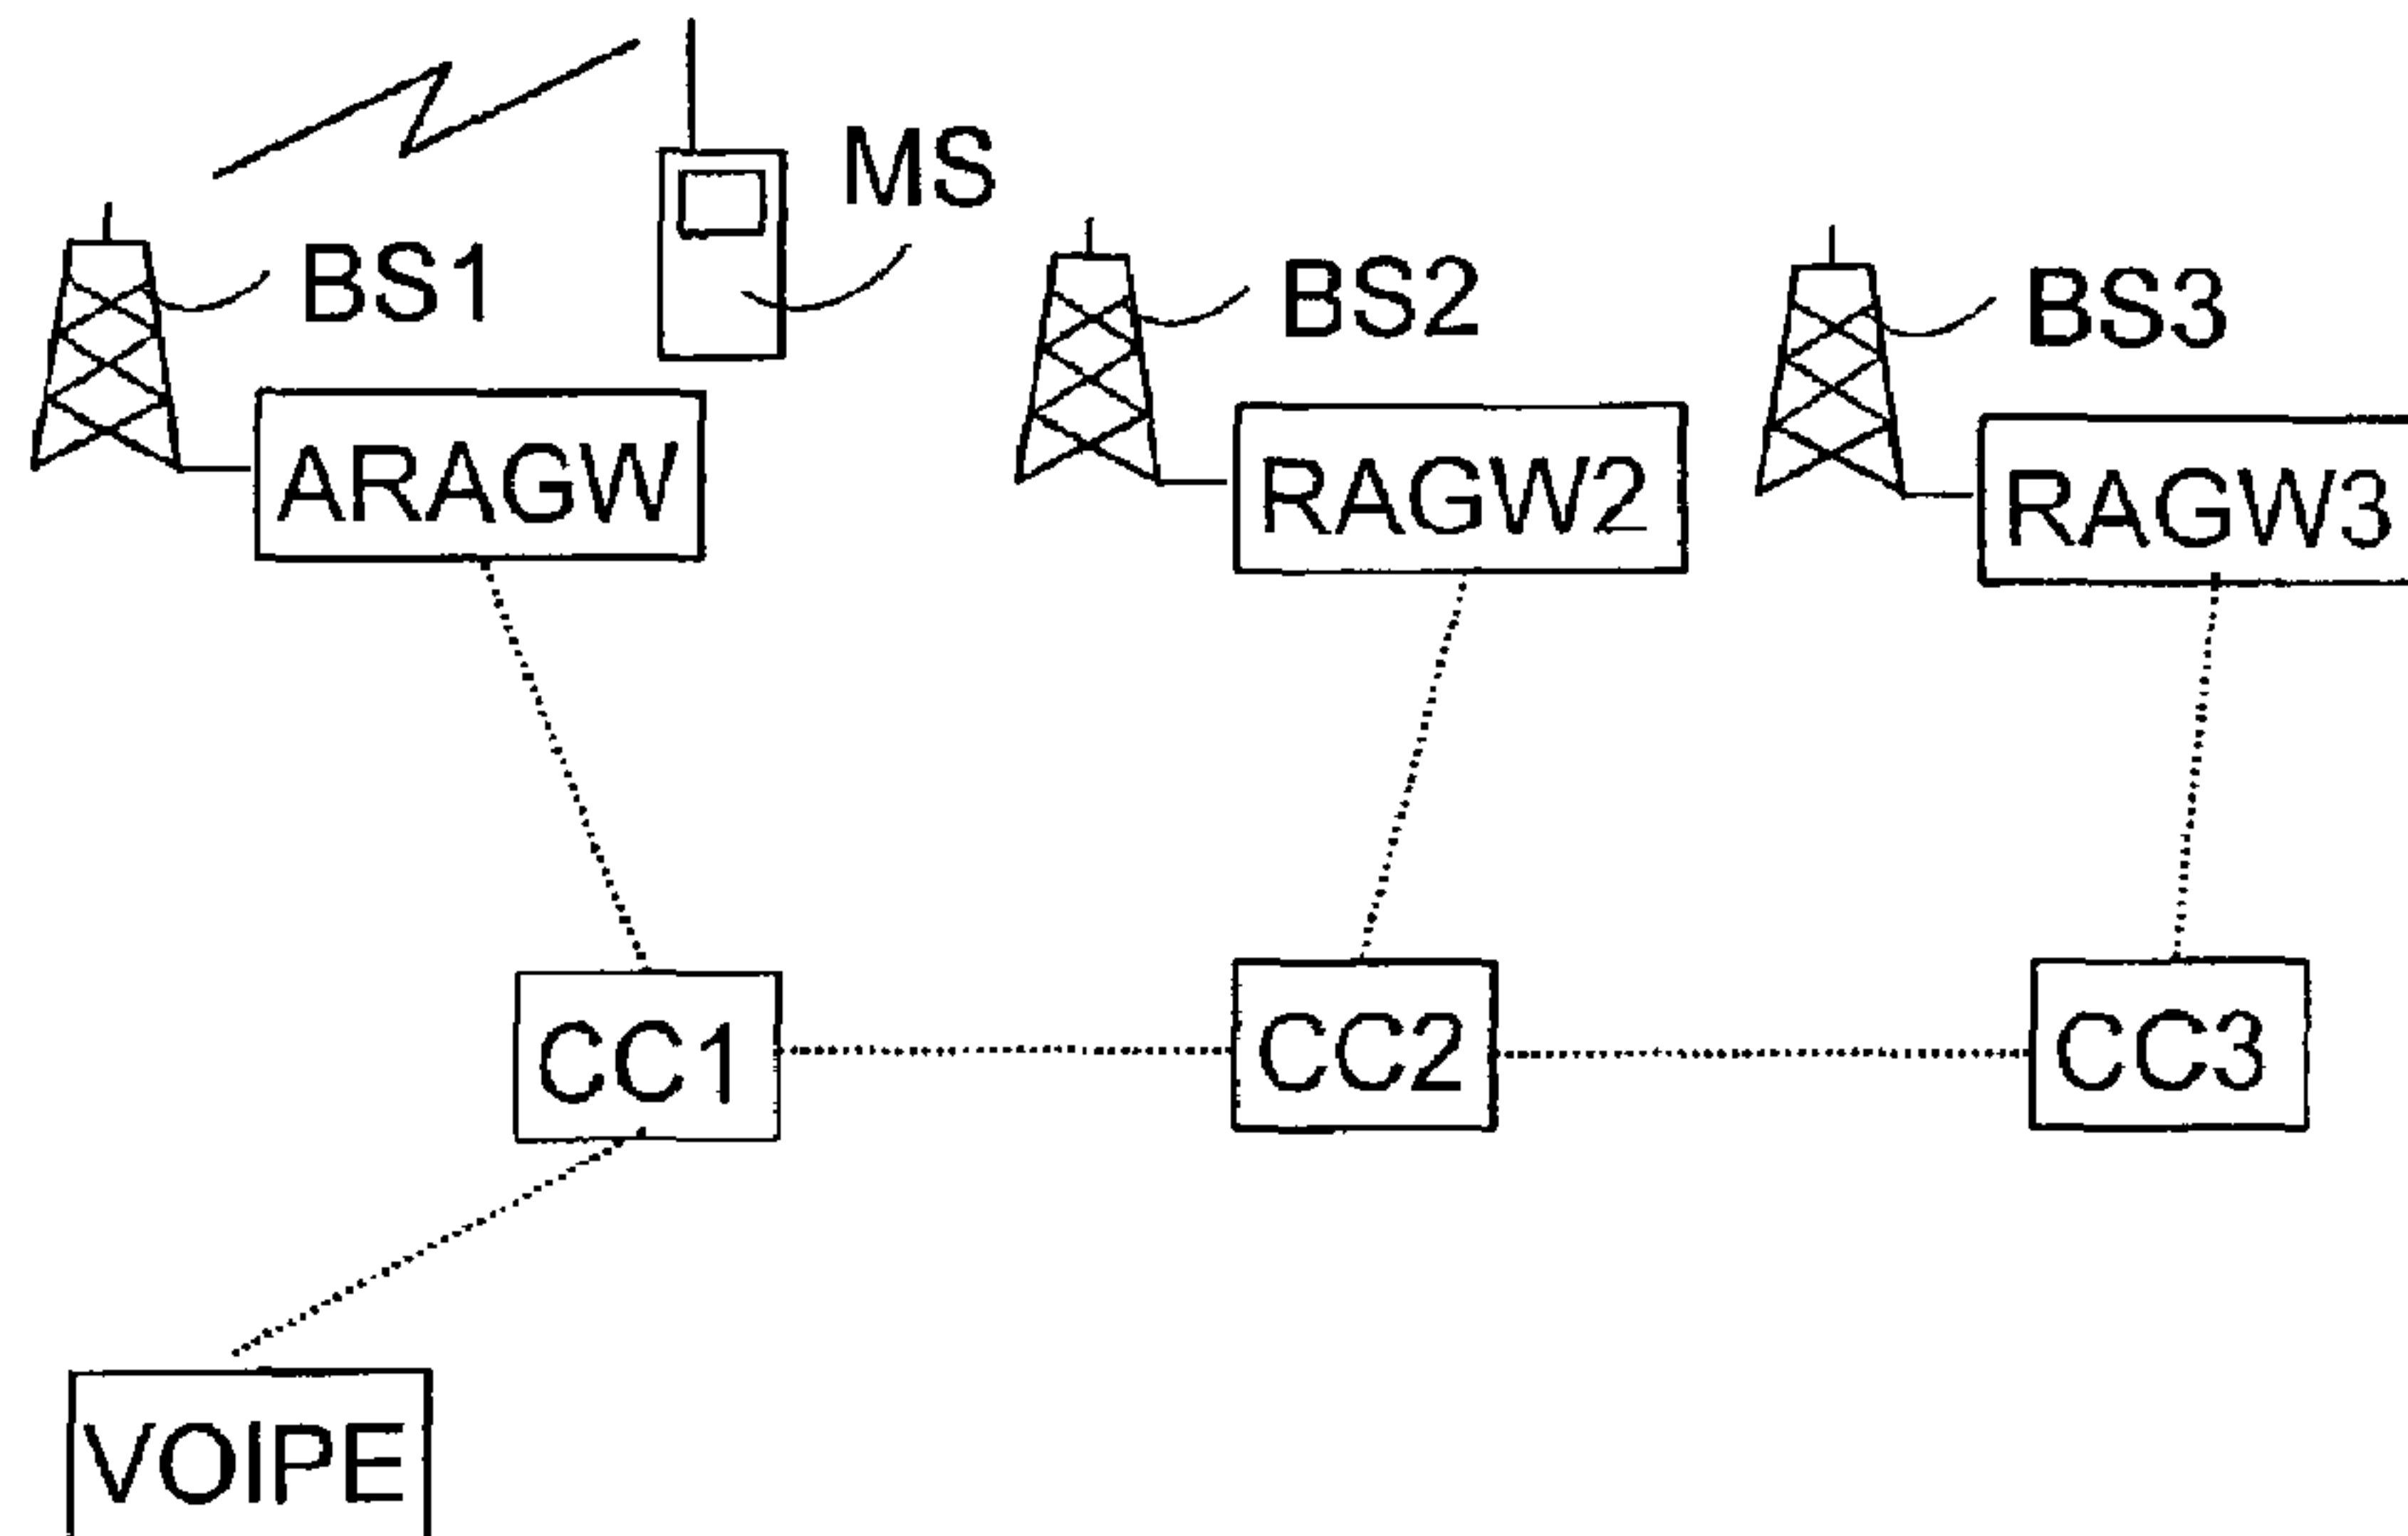 MS
BS1
BS2
BS3
ARAGW
RAGW2
RAGW3
CC1
CC2
CC3
VOIPE